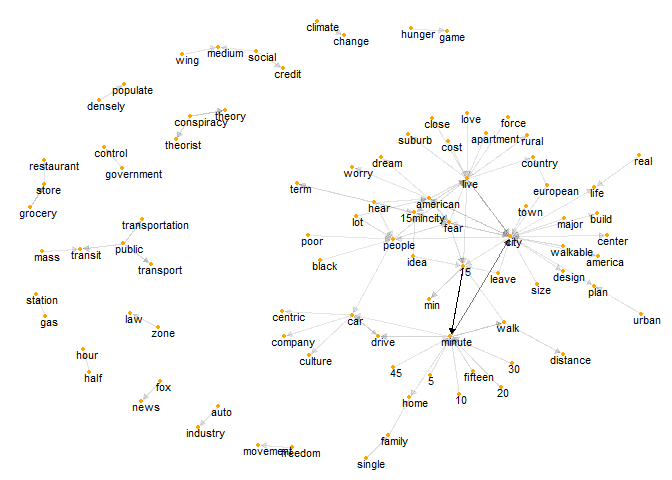 climate
change
hunger
game
wing
medium
social
credit
populate
densely
conspiracy
theory
theorist
control
government
restaurant
store
grocery
transportation
public
mass
transit
transport
station
gas
law
zone
hour
half
fox
news
auto
industry
movement
freedom
love
close
force
suburb
cost
apartment
rural
dream
country
real
worry
live
term
american
european
life
hear
15mincity
town
lot
fear
major
build
poor
people
city
center
walkable
black
idea
15
america
leave
design
size
plan
min
urban
centric
car
walk
company
drive
minute
culture
distance
45
5
fifteen
30
home
10
20
family
single